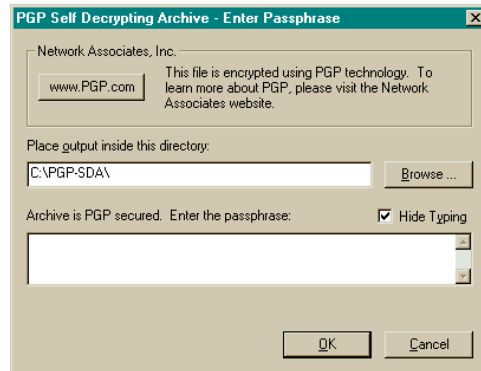 PGP Self Decrypting Archive - Enter Passphrase
Network Associates, Inc.
www.PGP.com
This file is encrypted using PGP technology. To
learn more about PGP, please visit the Network
Associates website.
Place output inside this directory:
C:\PGP-SDA\
Browse ...
Archive is PGP secured. Enter the passphrase:
Hide Typing
OK
Cancel